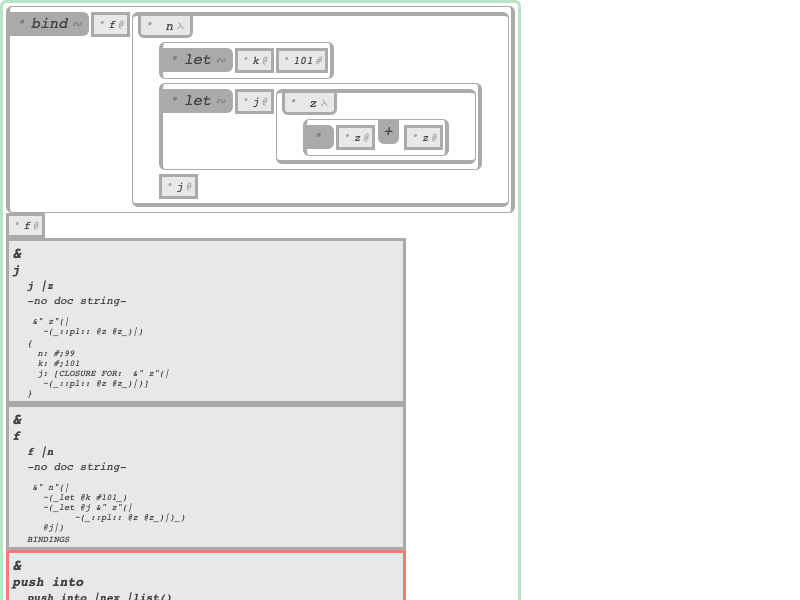 * bind ∾ * f @ * n λ
* let ∾ * k @ * 101 #
* let ∾ * j @ * z λ
* * z @ + * z @
* j @
* f @
&
j
j |z
-no doc string-
&" z"(|
~(_::pl:: @z @z_)|)
{
n: #;99
k: #;101
j: [CLOSURE FOR:  &" z"(|
~(_::pl:: @z @z_)|)]
}
&
f
f |n
-no doc string-
&" n"(|
~(_let @k #101_)
~(_let @j &" z"(|
~(_::pl:: @z @z_)|)_)
@j|)
BINDINGS
&
push into
push into |nex |list()